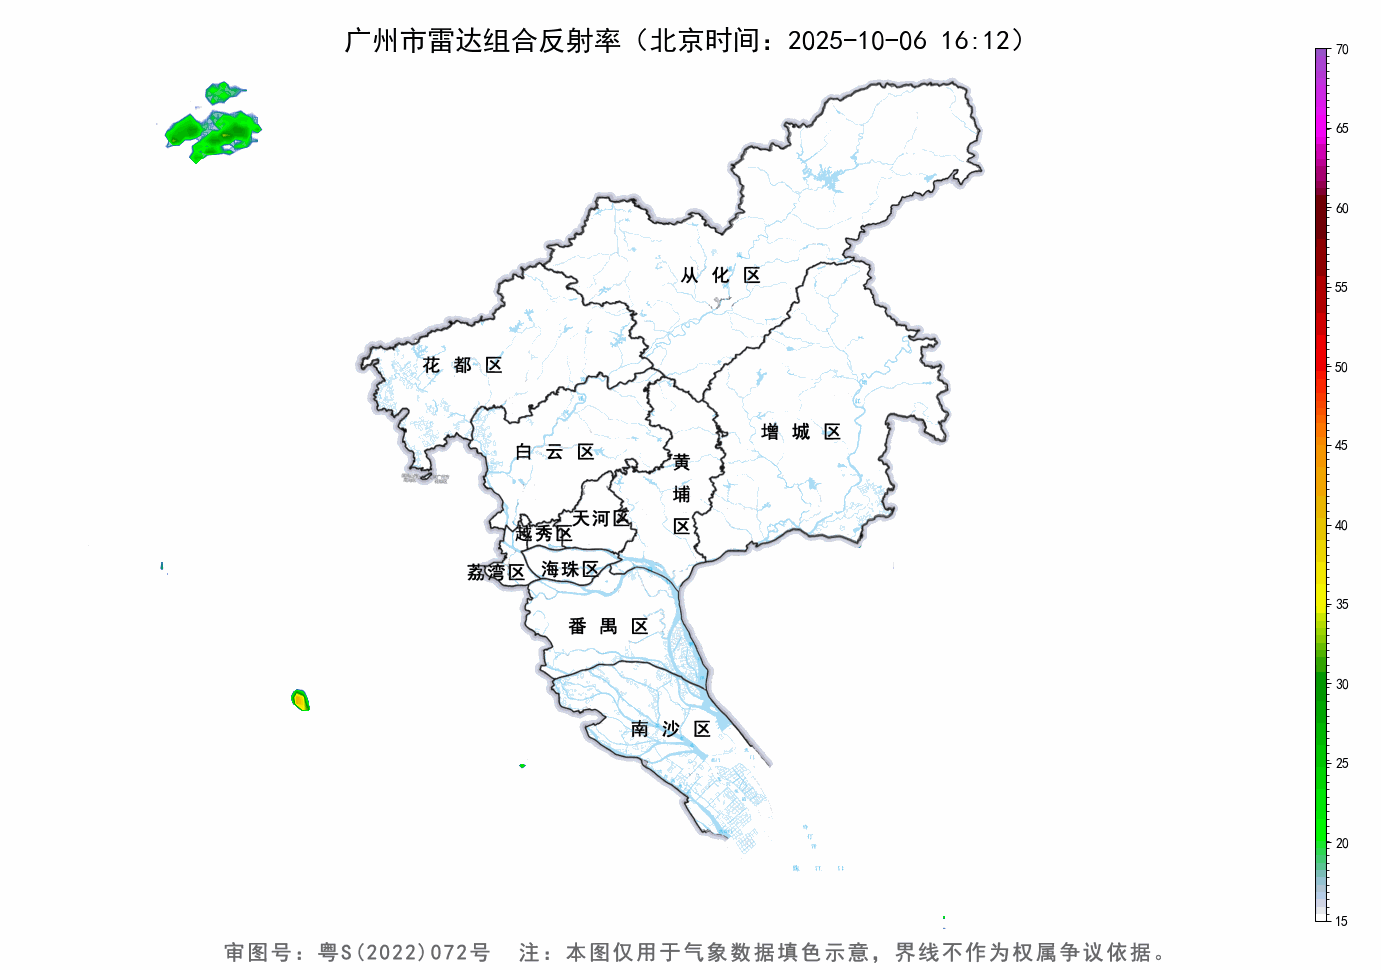 广州市雷达组合反射率（北京时间：2025-10-06 16:12）
70
65
60
55
50
45
40
35
30
25
20
15
从化区
花都区
增城区
白云区
黄埔区
天河区
越秀区
荔湾区
海珠区
番禺区
南沙区
审图号：粤S(2022)072号 注：本图仅用于气象数据填色示意，界线不作为权属争议依据。